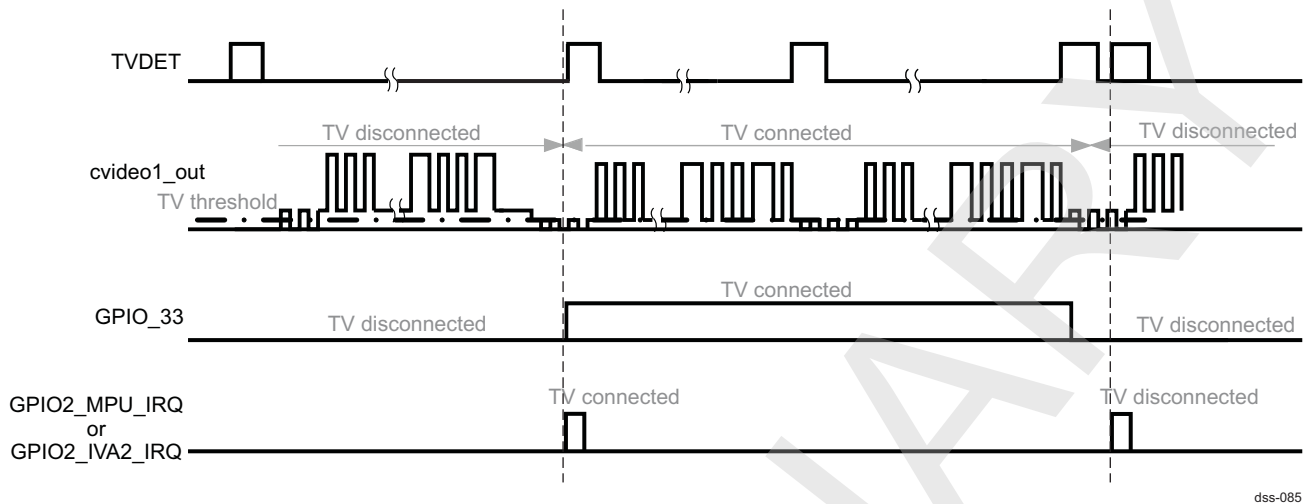 TVDET
TV disconnected
TV connected
TV disconnected
cvideo1_out
TV threshold
TV connected
GPIO_33
TV disconnected
TV disconnected
TV connected
TV disconnected
GPIO2_MPU_IRQ
or
GPIO2_IVA2_IRQ
dss-085
ARY